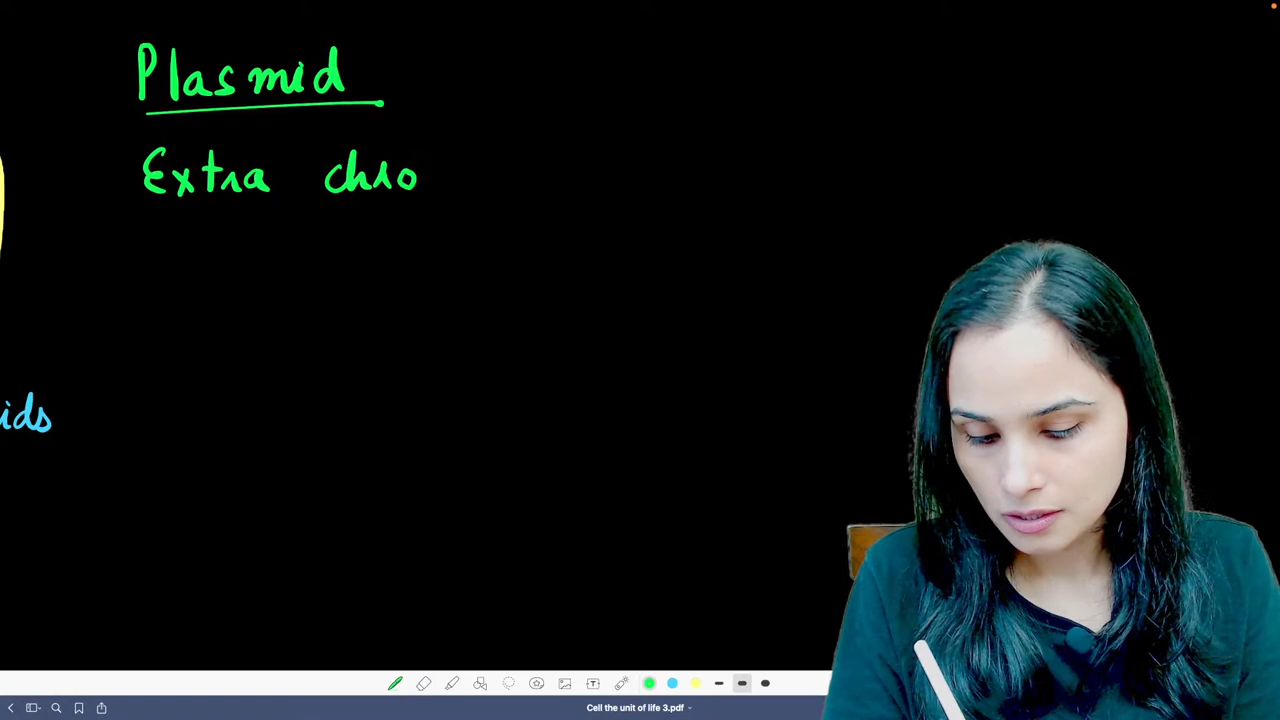 Plasmid
Extra chro
ids
Cell the unit of life 3.pdf